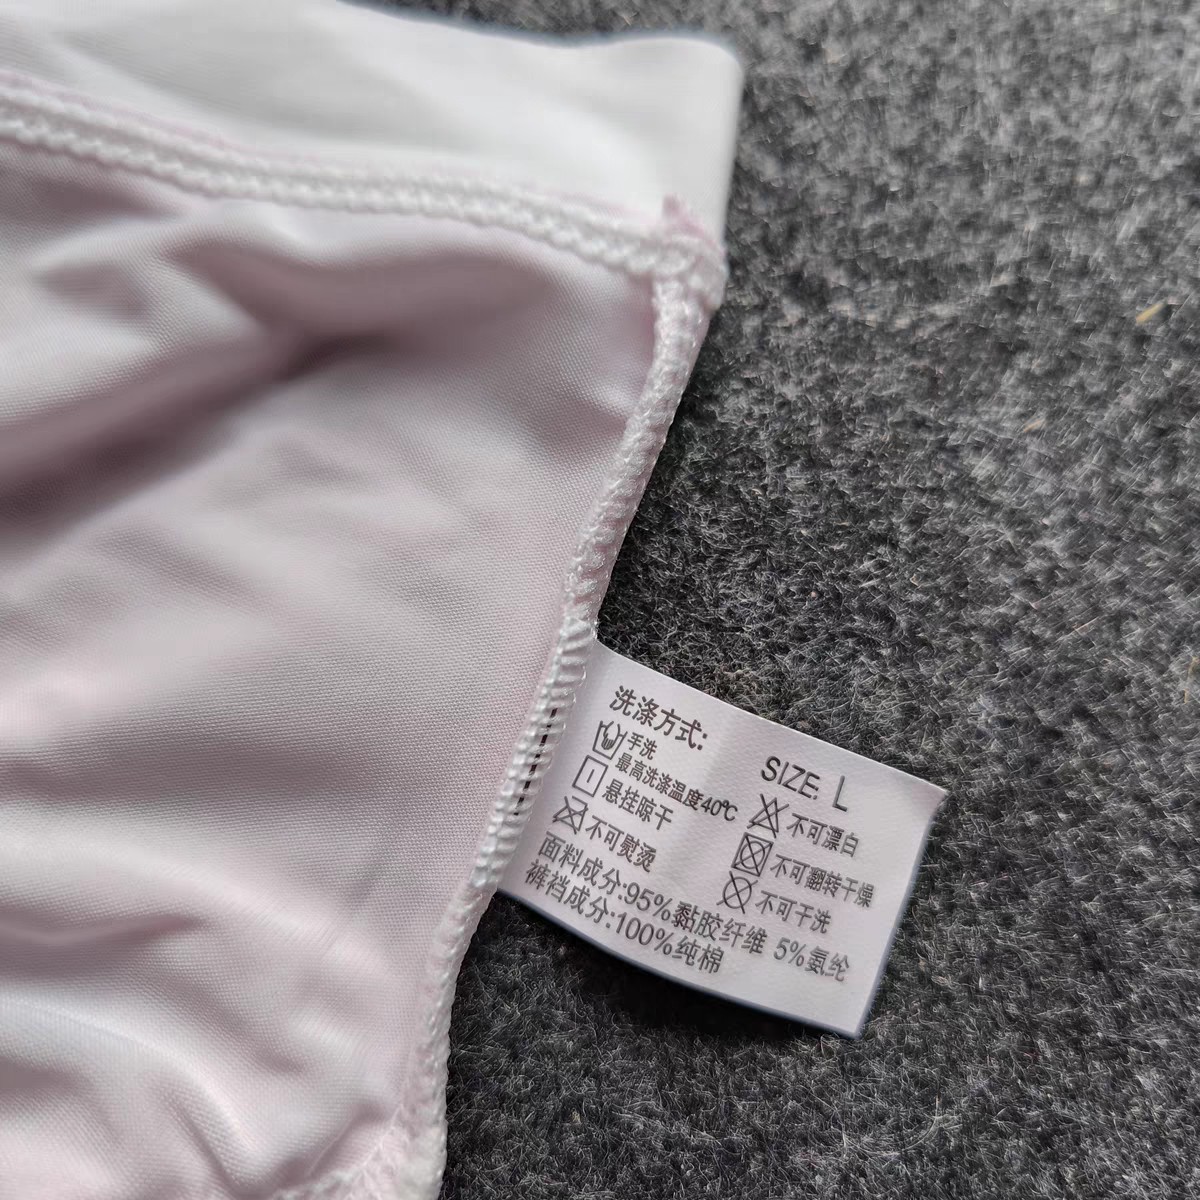 洗涤方式:
SIZE. L
手洗
最高洗涤温度40℃
悬挂晾干
不可熨烫
不可漂白
不可翻转干燥
不可干洗
面料成分:95%黏胶纤维 5%氨纶
裤裆成分:100%纯棉